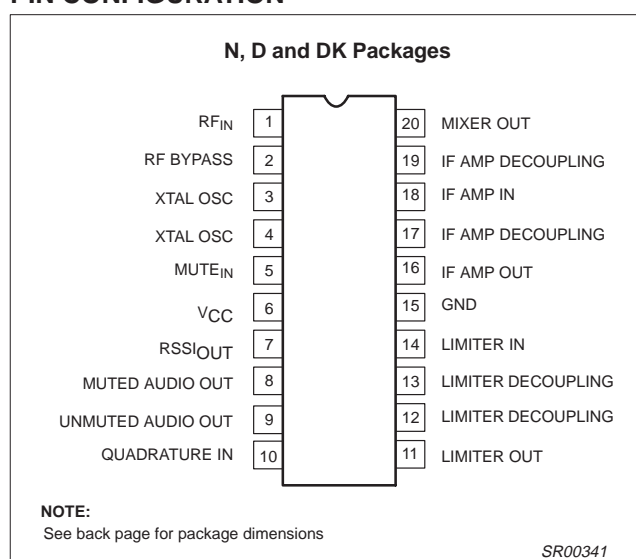 PIN CONFIGURATION
N, D and DK Packages
RFIN 1 20 MIXER OUT
RF BYPASS 2 19 IF AMP DECOUPLING
XTAL OSC 3 18 IF AMP IN
XTAL OSC 4 17 IF AMP DECOUPLING
MUTEIN 5 16 IF AMP OUT
VCC 6 15 GND
RSSIOUT 7 14 LIMITER IN
MUTED AUDIO OUT 8 13 LIMITER DECOUPLING
UNMUTED AUDIO OUT 9 12 LIMITER DECOUPLING
QUADRATURE IN 10 11 LIMITER OUT
NOTE:
See back page for package dimensions
SR00341